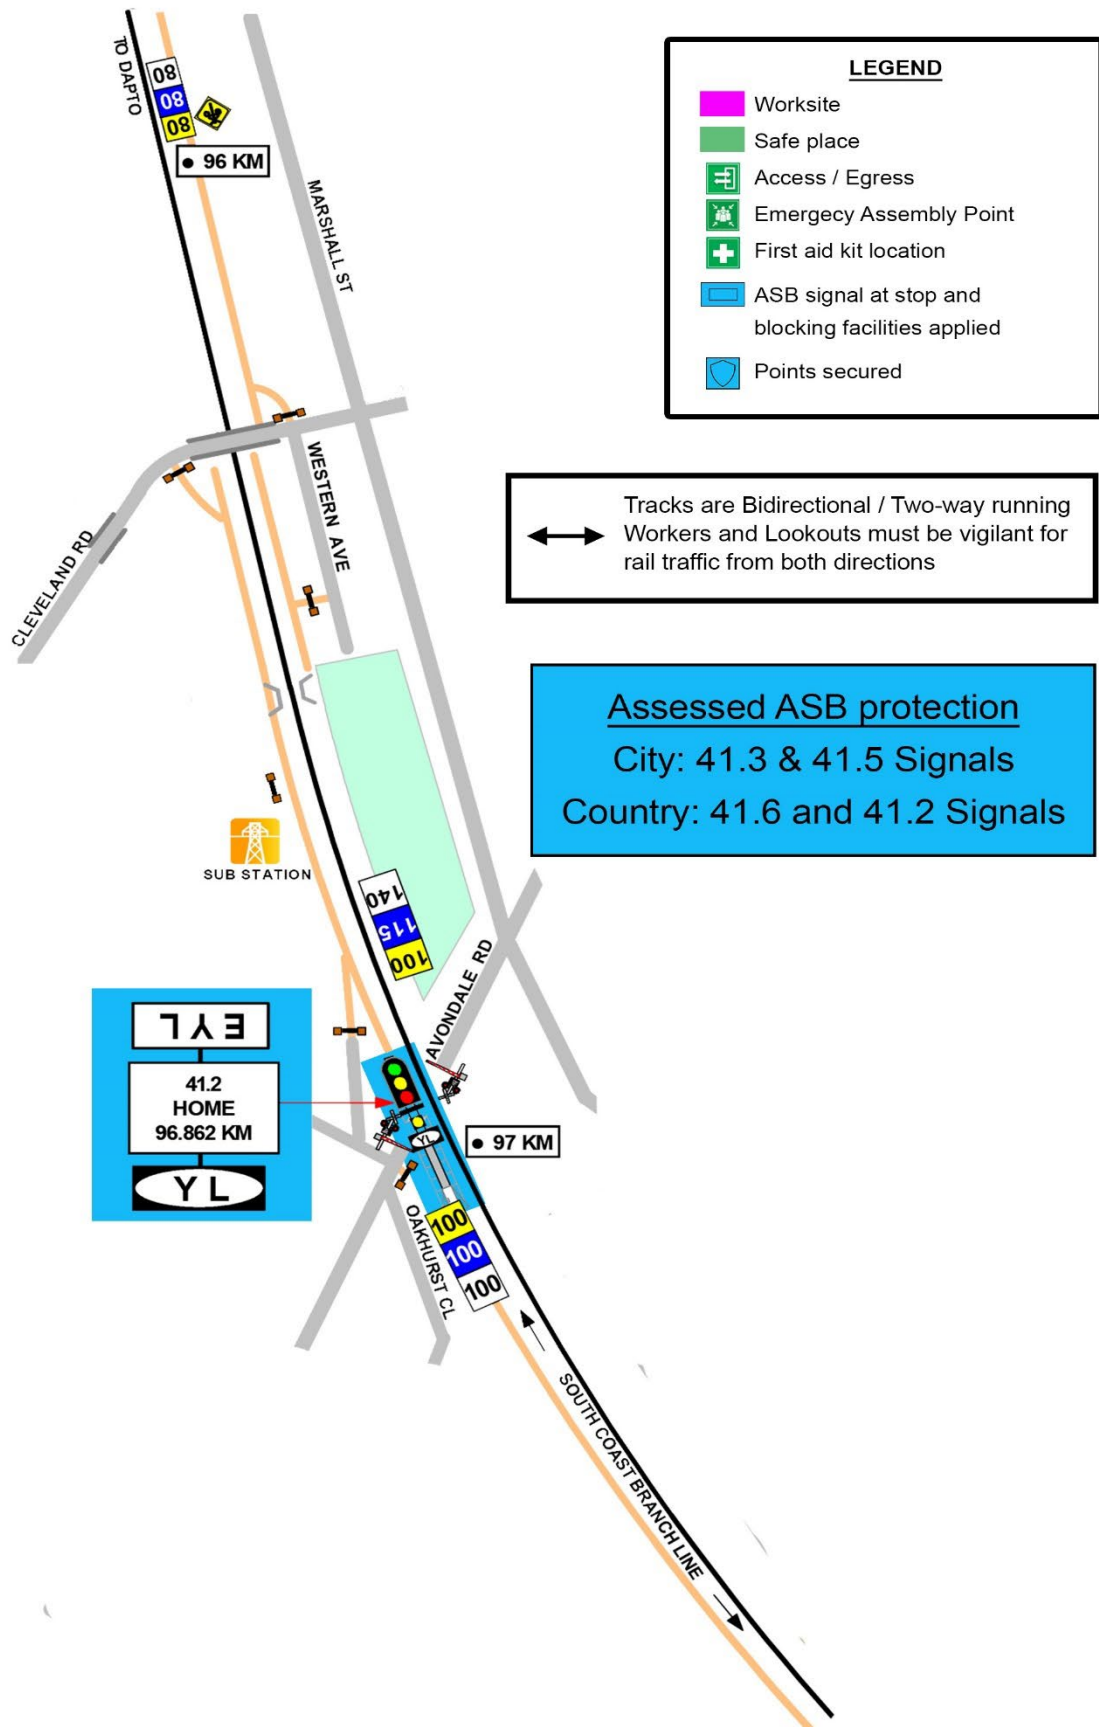 TO DAPTO
80
80
80
96 KM
MARSHALL ST
LEGEND
Worksite
Safe place
Access / Egress
Emergecy Assembly Point
First aid kit location
ASB signal at stop and
blocking facilities applied
Points secured
CLEVELAND RD
WESTERN AVE
Tracks are Bidirectional / Two-way running
Workers and Lookouts must be vigilant for
rail traffic from both directions
Assessed ASB protection
City: 41.3 & 41.5 Signals
Country: 41.6 and 41.2 Signals
SUB STATION
140
115
100
AVONDALE RD
EYL
41.2
HOME
96.862 KM
YL
YL
97 KM
OAKHURST CL
100
100
100
SOUTH COAST BRANCH LINE